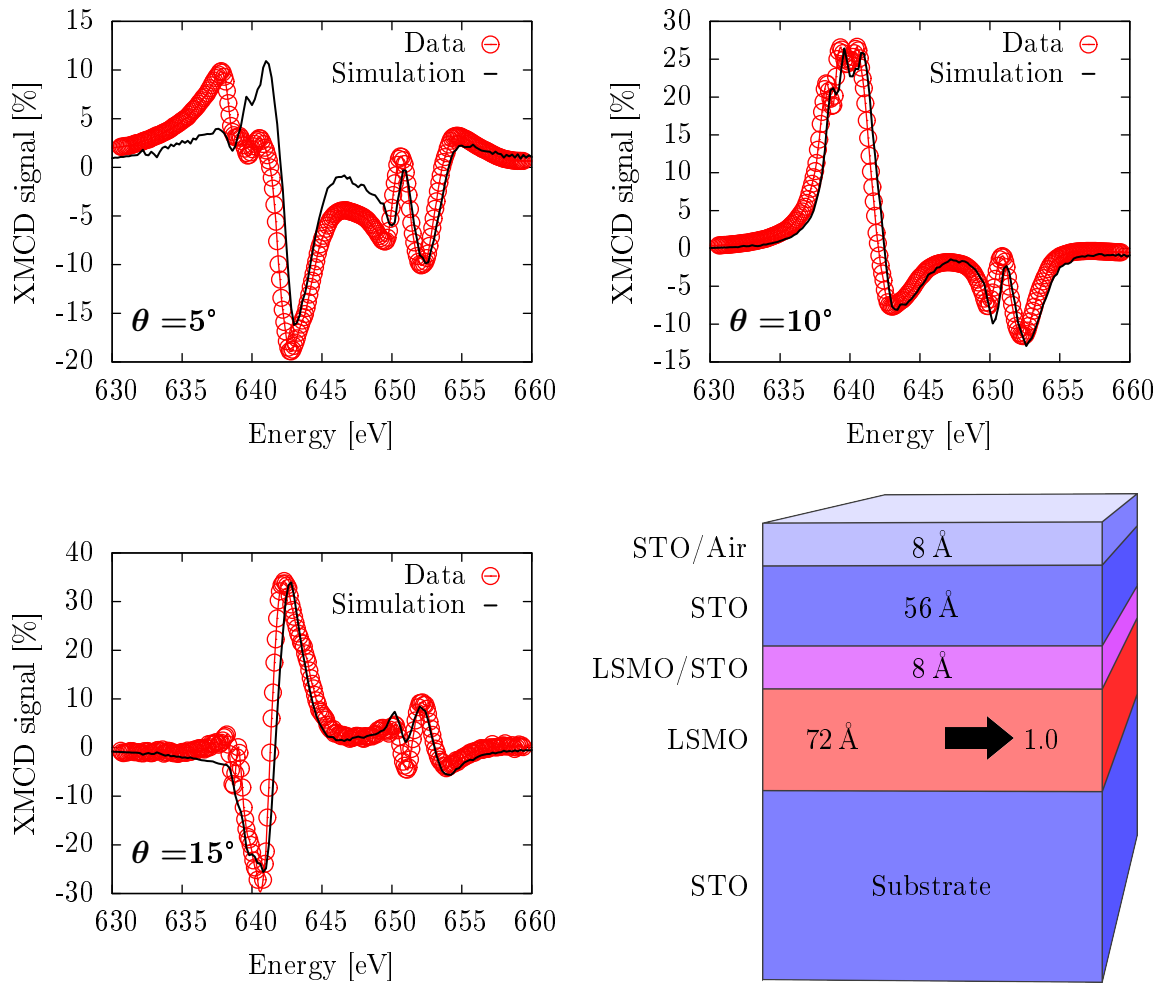 XMCD signal [%]
15
10
5
0
-5
-10
-15
-20
Data
Simulation
θ =5°
630 635 640 645 650 655 660
Energy [eV]
XMCD signal [%]
30
25
20
15
10
5
0
-5
-10
-15
Data
Simulation
θ =10°
630 635 640 645 650 655 660
Energy [eV]
XMCD signal [%]
40
30
20
10
0
-10
-20
-30
Data
Simulation
θ =15°
630 635 640 645 650 655 660
Energy [eV]
STO/Air 8 Å
STO 56 Å
LSMO/STO 8 Å
LSMO 72 Å 1.0
STO Substrate